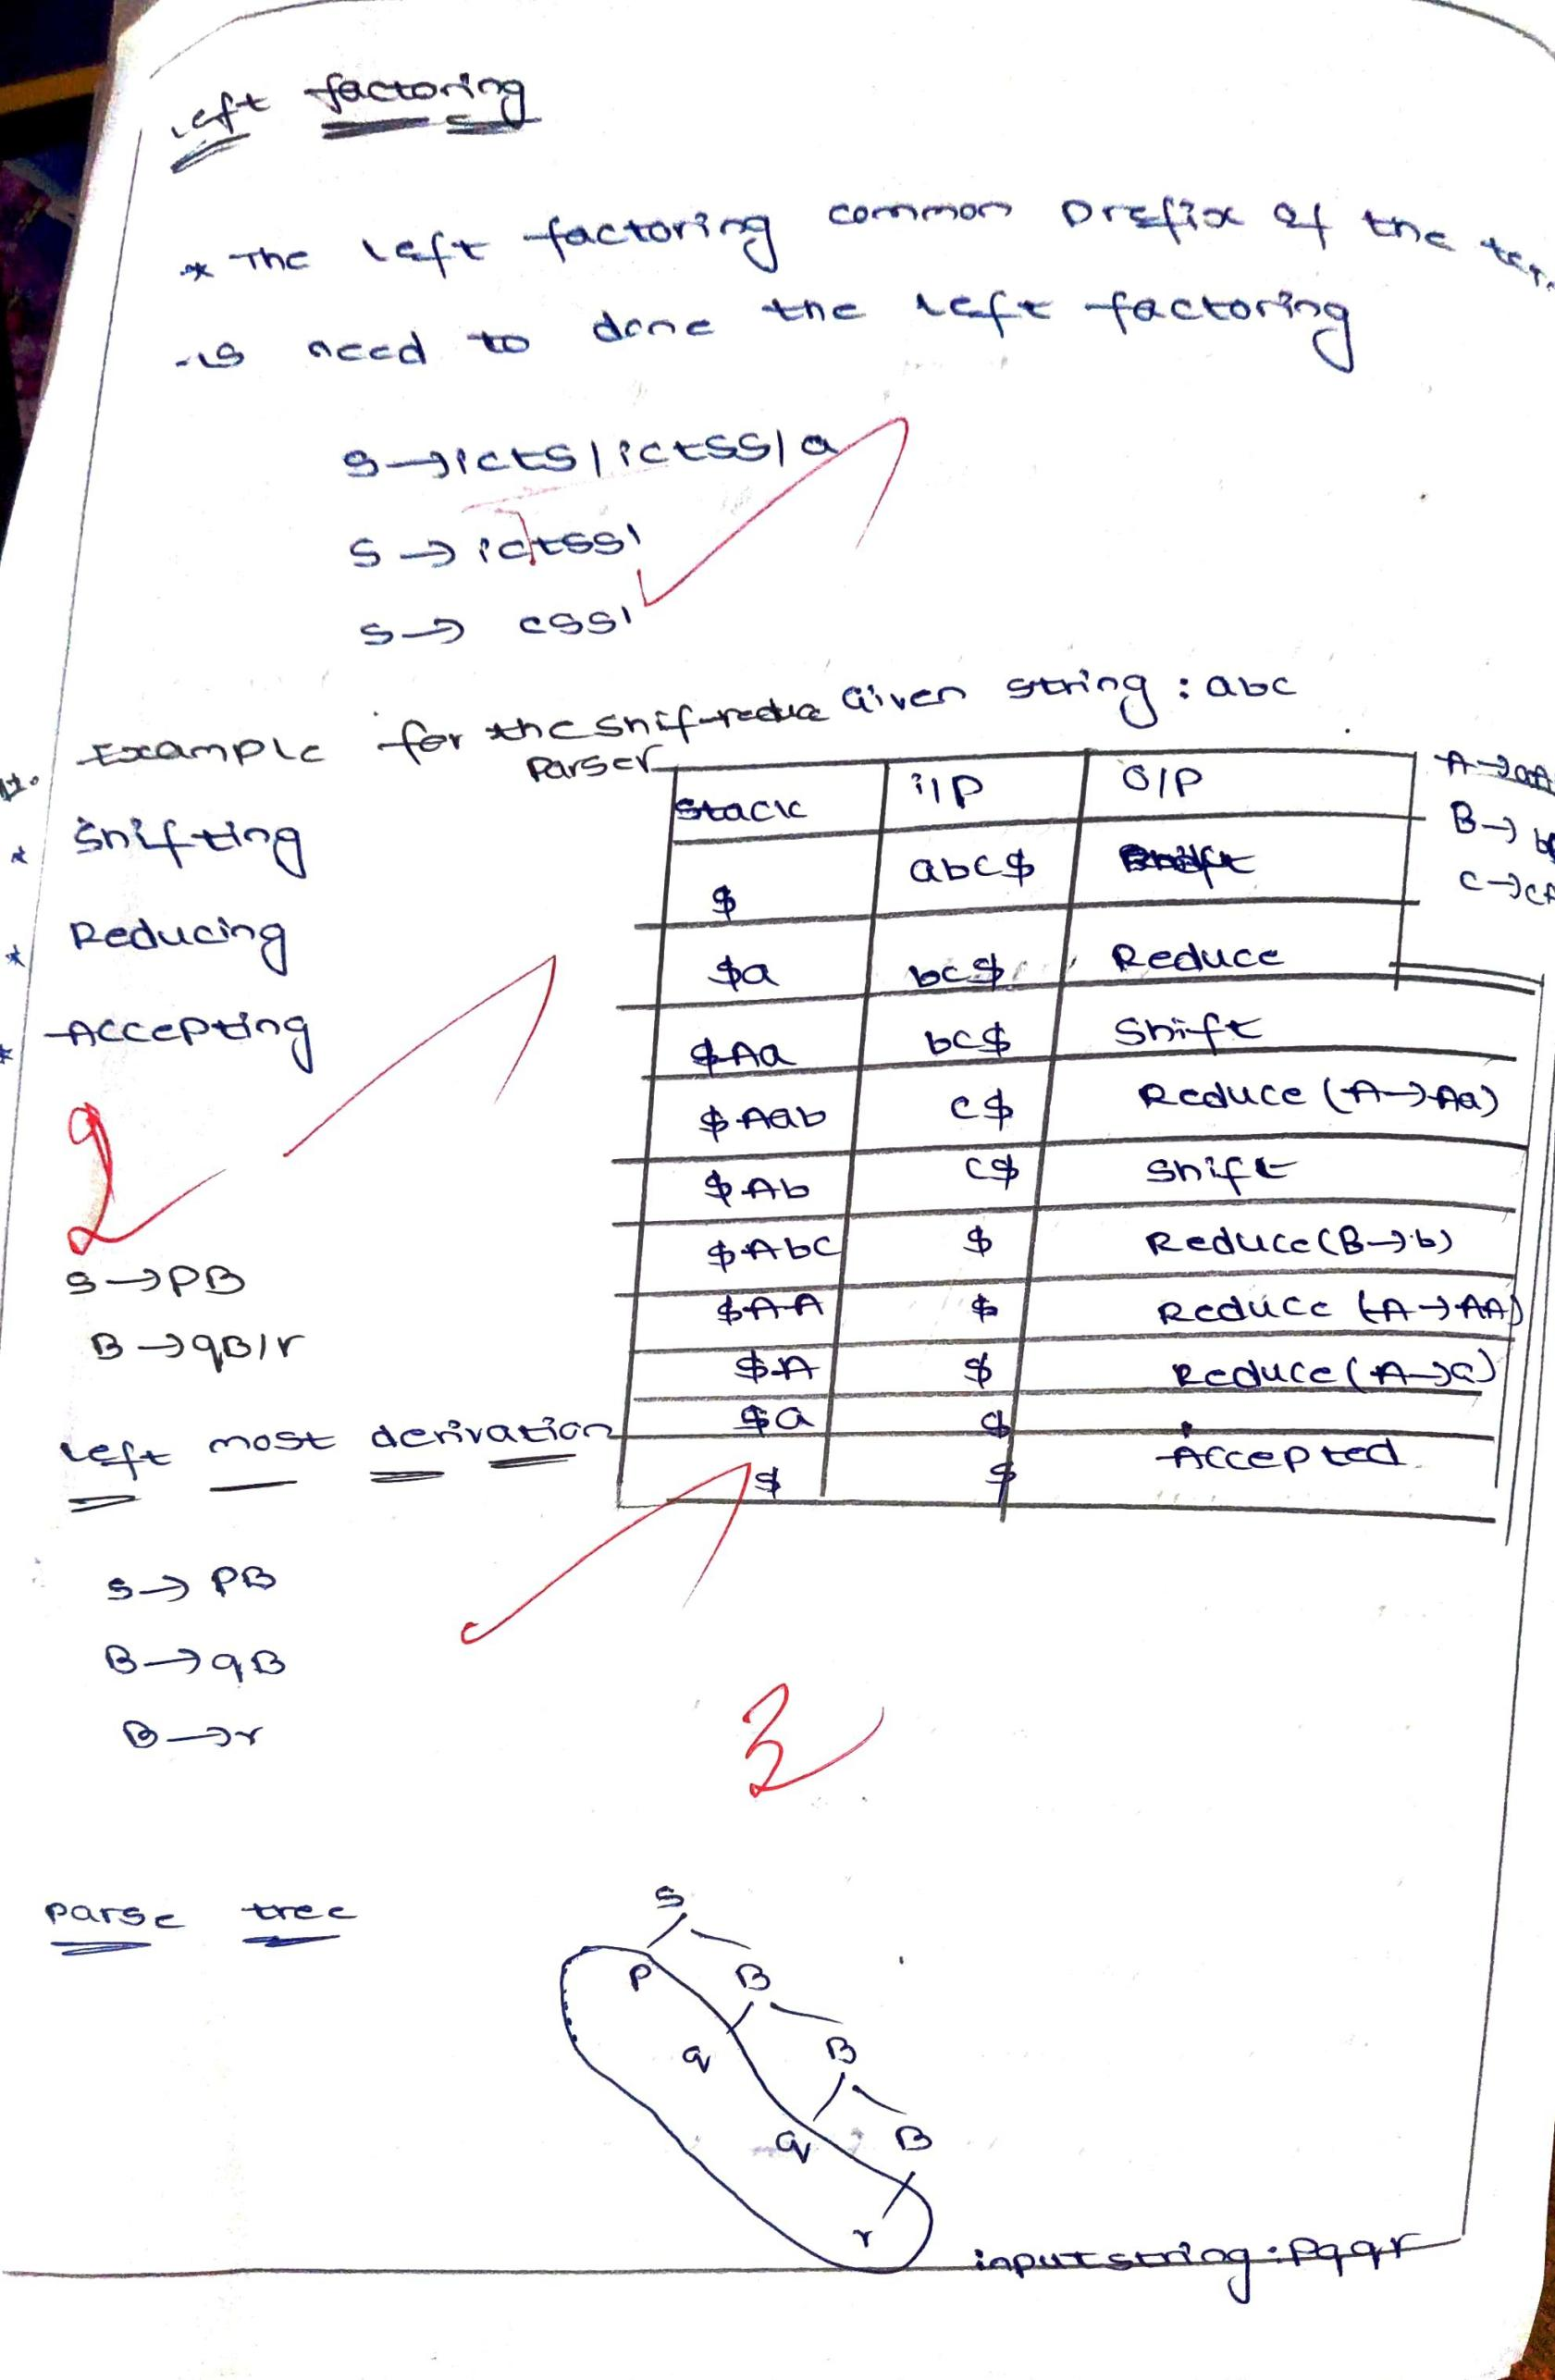 Left factoring
* The left factoring common prefix of the
is need to done the left factoring
S→icts|ictss|a
S→ictss'
S→ css'
Example for the shif-reduce Parser
Given string : abc
* Shifting
* Reducing
* Accepting
2
Stack i/P O/P
$ abc$
$a bc$ Reduce
$Aa bc$ Shift
$Aab c$ Reduce (A→Aa)
$Ab c$ Shift
$Abc $ Reduce(B→b)
$AA $ Reduce (A→AA)
$A $ Reduce(A→a)
$a $
$ $ Accepted
S→PB
B→qB|r
Left most derivation
S→ PB
B→qB
B→r
3
Parse tree
S
P B
q B
q B
r
input string : Pqqr